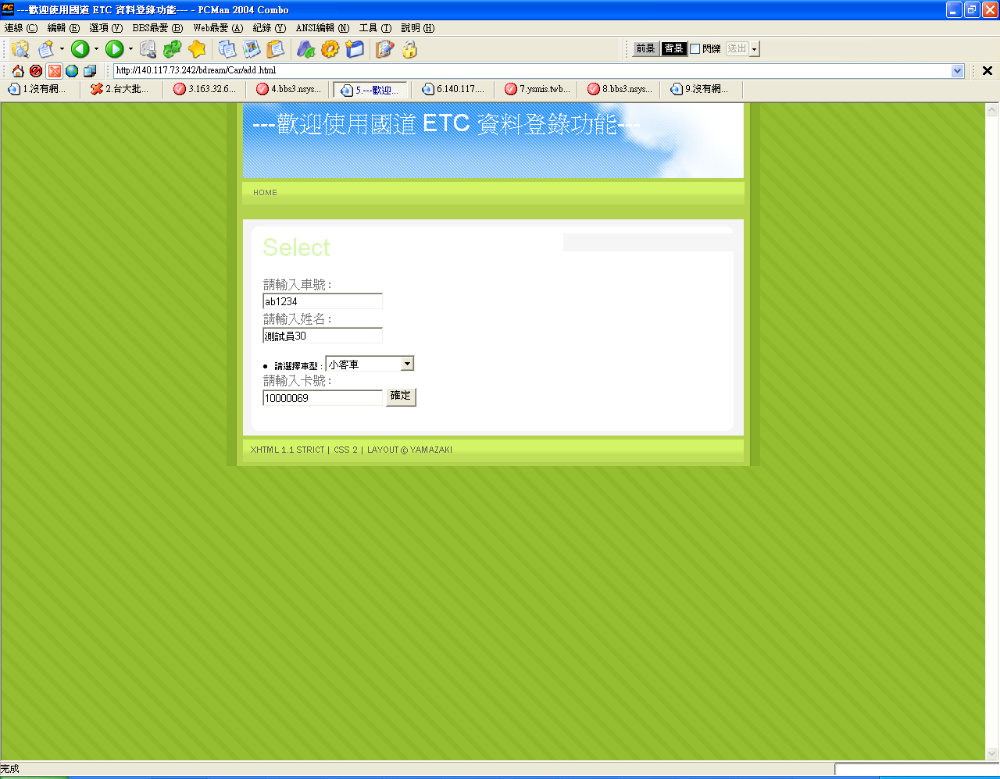 ---歡迎使用國道 ETC 資料登錄功能--- - PCMan 2004 Combo
連線 (C) 編輯 (E) 選項 (V) BBS最愛 (B) Web最愛 (A) 紀錄 (Y) ANSI編輯 (N) 工具 (T) 說明 (H)
前景 背景 閃爍 送出
http://140.117.73.242/bdream/Car/add.html
1.沒有網... 2.台大批... 3.163.32.6... 4.bbs3.nsys... 5.---歡迎... 6.140.117.... 7.ysmis.twb... 8.bbs3.nsys... 9.沒有網...
---歡迎使用國道 ETC 資料登錄功能---
HOME
Select
請輸入車號 :
ab1234
請輸入姓名 :
測試員30
請選擇車型 : 小客車
請輸入卡號 :
10000069 確定
XHTML 1.1 STRICT | CSS 2 | LAYOUT © YAMAZAKI
完成